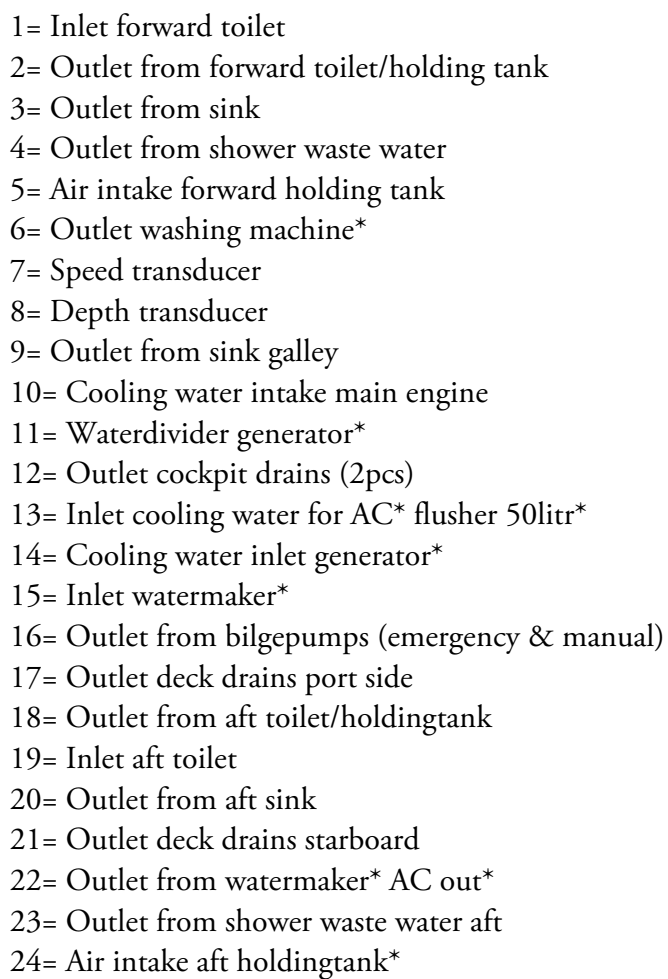 1= Inlet forward toilet
2= Outlet from forward toilet/holding tank
3= Outlet from sink
4= Outlet from shower waste water
5= Air intake forward holding tank
6= Outlet washing machine*
7= Speed transducer
8= Depth transducer
9= Outlet from sink galley
10= Cooling water intake main engine
11= Waterdivider generator*
12= Outlet cockpit drains (2pcs)
13= Inlet cooling water for AC* flusher 50litr*
14= Cooling water inlet generator*
15= Inlet watermaker*
16= Outlet from bilgepumps (emergency & manual)
17= Outlet deck drains port side
18= Outlet from aft toilet/holdingtank
19= Inlet aft toilet
20= Outlet from aft sink
21= Outlet deck drains starboard
22= Outlet from watermaker* AC out*
23= Outlet from shower waste water aft
24= Air intake aft holdingtank*